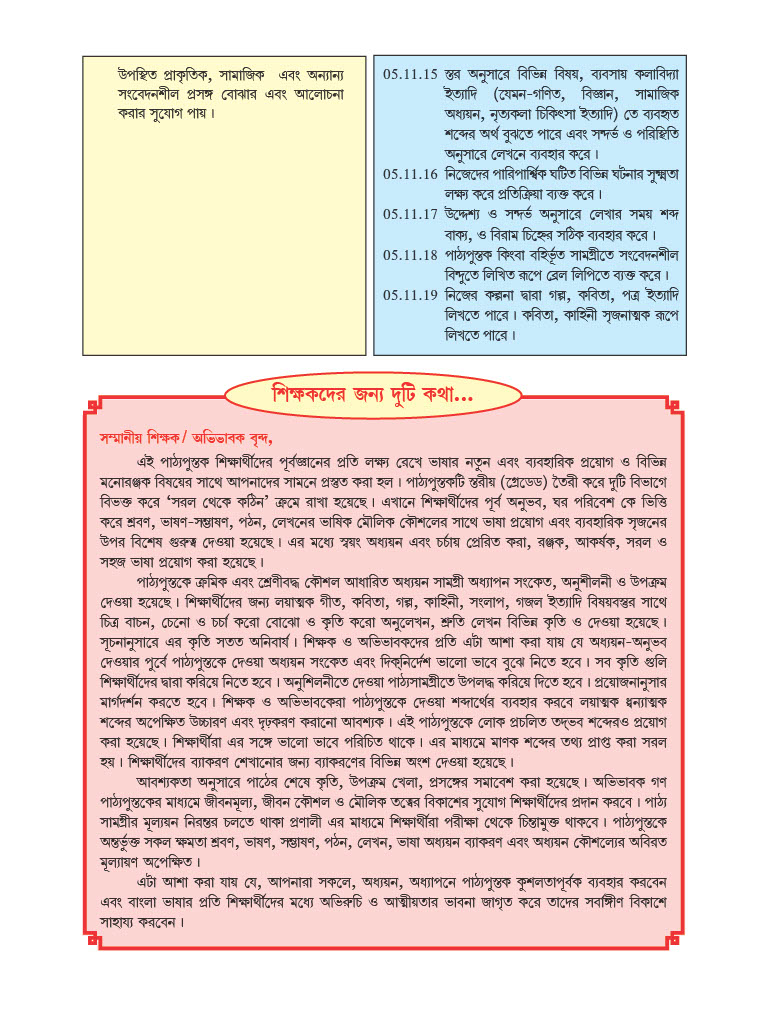 উপস্থিত প্রাকৃতিক, সামাজিক এবং অন্যান্য
সংবেদনশীল প্রসঙ্গ বোঝার এবং আলোচনা
করার সুযোগ পায়।
05.11.15 স্তর অনুসারে বিভিন্ন বিষয়, ব্যবসায় কলাবিদ্যা
ইত্যাদি (যেমন-গণিত, বিজ্ঞান, সামাজিক
অধ্যয়ন, নৃত্যকলা চিকিৎসা ইত্যাদি) তে ব্যবহৃত
শব্দের অর্থ বুঝতে পারে এবং সন্দর্ভ ও পরিস্থিতি
অনুসারে লেখনে ব্যবহার করে।
05.11.16 নিজেদের পারিপার্শ্বিক ঘটিত বিভিন্ন ঘটনার সুক্ষ্মতা
লক্ষ্য করে প্রতিক্রিয়া ব্যক্ত করে।
05.11.17 উদ্দেশ্য ও সন্দর্ভ অনুসারে লেখার সময় শব্দ
বাক্য, ও বিরাম চিহ্নের সঠিক ব্যবহার করে।
05.11.18 পাঠ্যপুস্তক কিংবা বহির্ভূত সামগ্রীতে সংবেদনশীল
বিন্দুতে লিখিত রূপে ব্রেল লিপিতে ব্যক্ত করে।
05.11.19 নিজের কল্পনা দ্বারা গল্প, কবিতা, পত্র ইত্যাদি
লিখতে পারে। কবিতা, কাহিনী সৃজনাত্মক রূপে
লিখতে পারে।
শিক্ষকদের জন্য দুটি কথা...
সম্মানীয় শিক্ষক/ অভিভাবক বৃন্দ,
এই পাঠ্যপুস্তক শিক্ষার্থীদের পূর্বজ্ঞানের প্রতি লক্ষ্য রেখে ভাষার নতুন এবং ব্যবহারিক প্রয়োগ ও বিভিন্ন
মনোরঞ্জক বিষয়ের সাথে আপনাদের সামনে প্রস্তত করা হল। পাঠ্যপুস্তকটি স্তরীয় (গ্রেডেড) তৈরী করে দুটি বিভাগে
বিভক্ত করে ‘সরল থেকে কঠিন’ ক্রমে রাখা হয়েছে। এখানে শিক্ষার্থীদের পূর্ব অনুভব, ঘর পরিবেশ কে ভিত্তি
করে শ্রবণ, ভাষণ-সম্ভাষণ, পঠন, লেখনের ভাষিক মৌলিক কৌশলের সাথে ভাষা প্রয়োগ এবং ব্যবহারিক সৃজনের
উপর বিশেষ গুরুত্ব দেওয়া হয়েছে। এর মধ্যে স্বয়ং অধ্যয়ন এবং চর্চায় প্রেরিত করা, রঞ্জক, আকর্ষক, সরল ও
সহজ ভাষা প্রয়োগ করা হয়েছে।
পাঠ্যপুস্তকে ক্রমিক এবং শ্রেণীবদ্ধ কৌশল আধারিত অধ্যয়ন সামগ্রী অধ্যাপন সংকেত, অনুশীলনী ও উপক্রম
দেওয়া হয়েছে। শিক্ষার্থীদের জন্য লয়াত্মক গীত, কবিতা, গল্প, কাহিনী, সংলাপ, গজল ইত্যাদি বিষয়বস্তুর সাথে
চিত্র বাচন, চেনো ও চর্চা করো বোঝো ও কৃতি করো অনুলেখন, শ্রুতি লেখন বিভিন্ন কৃতি ও দেওয়া হয়েছে।
সূচনানুসারে এর কৃতি সতত অনিবার্য। শিক্ষক ও অভিভাবকদের প্রতি এটা আশা করা যায় যে অধ্যয়ন-অনুভব
দেওয়ার পুর্বে পাঠ্যপুস্তকে দেওয়া অধ্যয়ন সংকেত এবং দিক্‌নির্দেশ ভালো ভাবে বুঝে নিতে হবে। সব কৃতি গুলি
শিক্ষার্থীদের দ্বারা করিয়ে নিতে হবে। অনুশিলনীতে দেওয়া পাঠ্যসামগ্রীতে উপলদ্ধ করিয়ে দিতে হবে। প্রয়োজনানুসার
মার্গদর্শন করতে হবে। শিক্ষক ও অভিভাবকেরা পাঠ্যপুস্তকে দেওয়া শব্দার্থের ব্যবহার করবে লয়াত্মক ধ্বন্যাত্মক
শব্দের অপেক্ষিত উচ্চারণ এবং দৃঢ়করণ করানো আবশ্যক। এই পাঠ্যপুস্তকে লোক প্রচলিত তদ্‌ভব শব্দেরও প্রয়োগ
করা হয়েছে। শিক্ষার্থীরা এর সঙ্গে ভালো ভাবে পরিচিত থাকে। এর মাধ্যমে মাণক শব্দের তথ্য প্রাপ্ত করা সরল
হয়। শিক্ষার্থীদের ব্যাকরণ শেখানোর জন্য ব্যাকরণের বিভিন্ন অংশ দেওয়া হয়েছে।
আবশ্যকতা অনুসারে পাঠের শেষে কৃতি, উপক্রম খেলা, প্রসঙ্গের সমাবেশ করা হয়েছে। অভিভাবক গণ
পাঠ্যপুস্তকের মাধ্যমে জীবনমূল্য, জীবন কৌশল ও মৌলিক তত্বের বিকাশের সুযোগ শিক্ষার্থীদের প্রদান করবে। পাঠ্য
সামগ্রীর মূল্যয়ন নিরন্তর চলতে থাকা প্রণালী এর মাধ্যমে শিক্ষার্থীরা পরীক্ষা থেকে চিন্তামুক্ত থাকবে। পাঠ্যপুস্তকে
অন্তর্ভুক্ত সকল ক্ষমতা শ্রবণ, ভাষণ, সম্ভাষণ, পঠন, লেখন, ভাষা অধ্যয়ন ব্যাকরণ এবং অধ্যয়ন কৌশল্যের অবিরত
মূল্যায়ণ অপেক্ষিত।
এটা আশা করা যায় যে, আপনারা সকলে, অধ্যয়ন, অধ্যাপনে পাঠ্যপুস্তক কুশলতাপূর্বক ব্যবহার করবেন
এবং বাংলা ভাষার প্রতি শিক্ষার্থীদের মধ্যে অভিরুচি ও আত্মীয়তার ভাবনা জাগৃত করে তাদের সর্বাঙ্গীণ বিকাশে
সাহায্য করবেন।